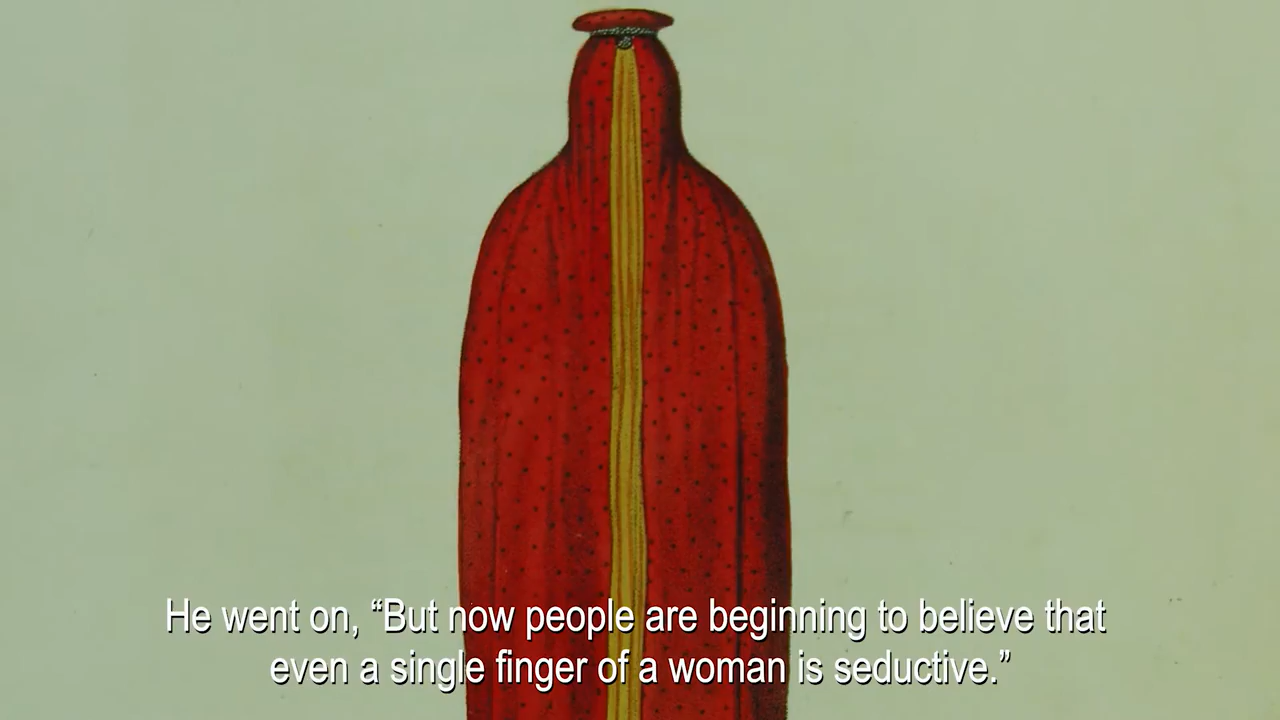 He went on, “But now people are beginning to believe that
even a single finger of a woman is seductive.”